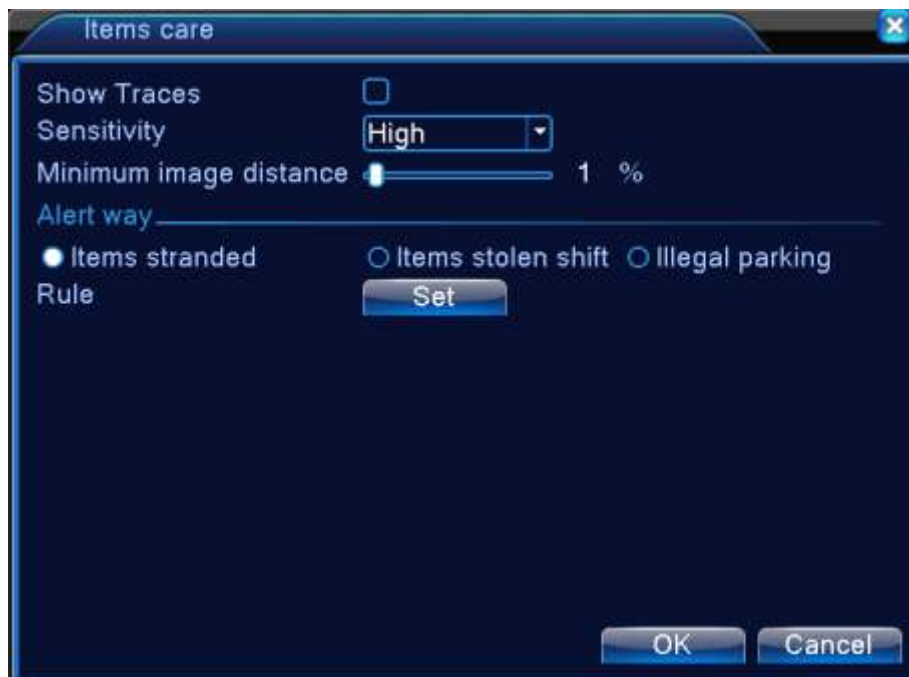 Items care
Show Traces
Sensitivity High
Minimum image distance 1 %
Alert way
Items stranded Items stolen shift Illegal parking
Rule Set
OK Cancel